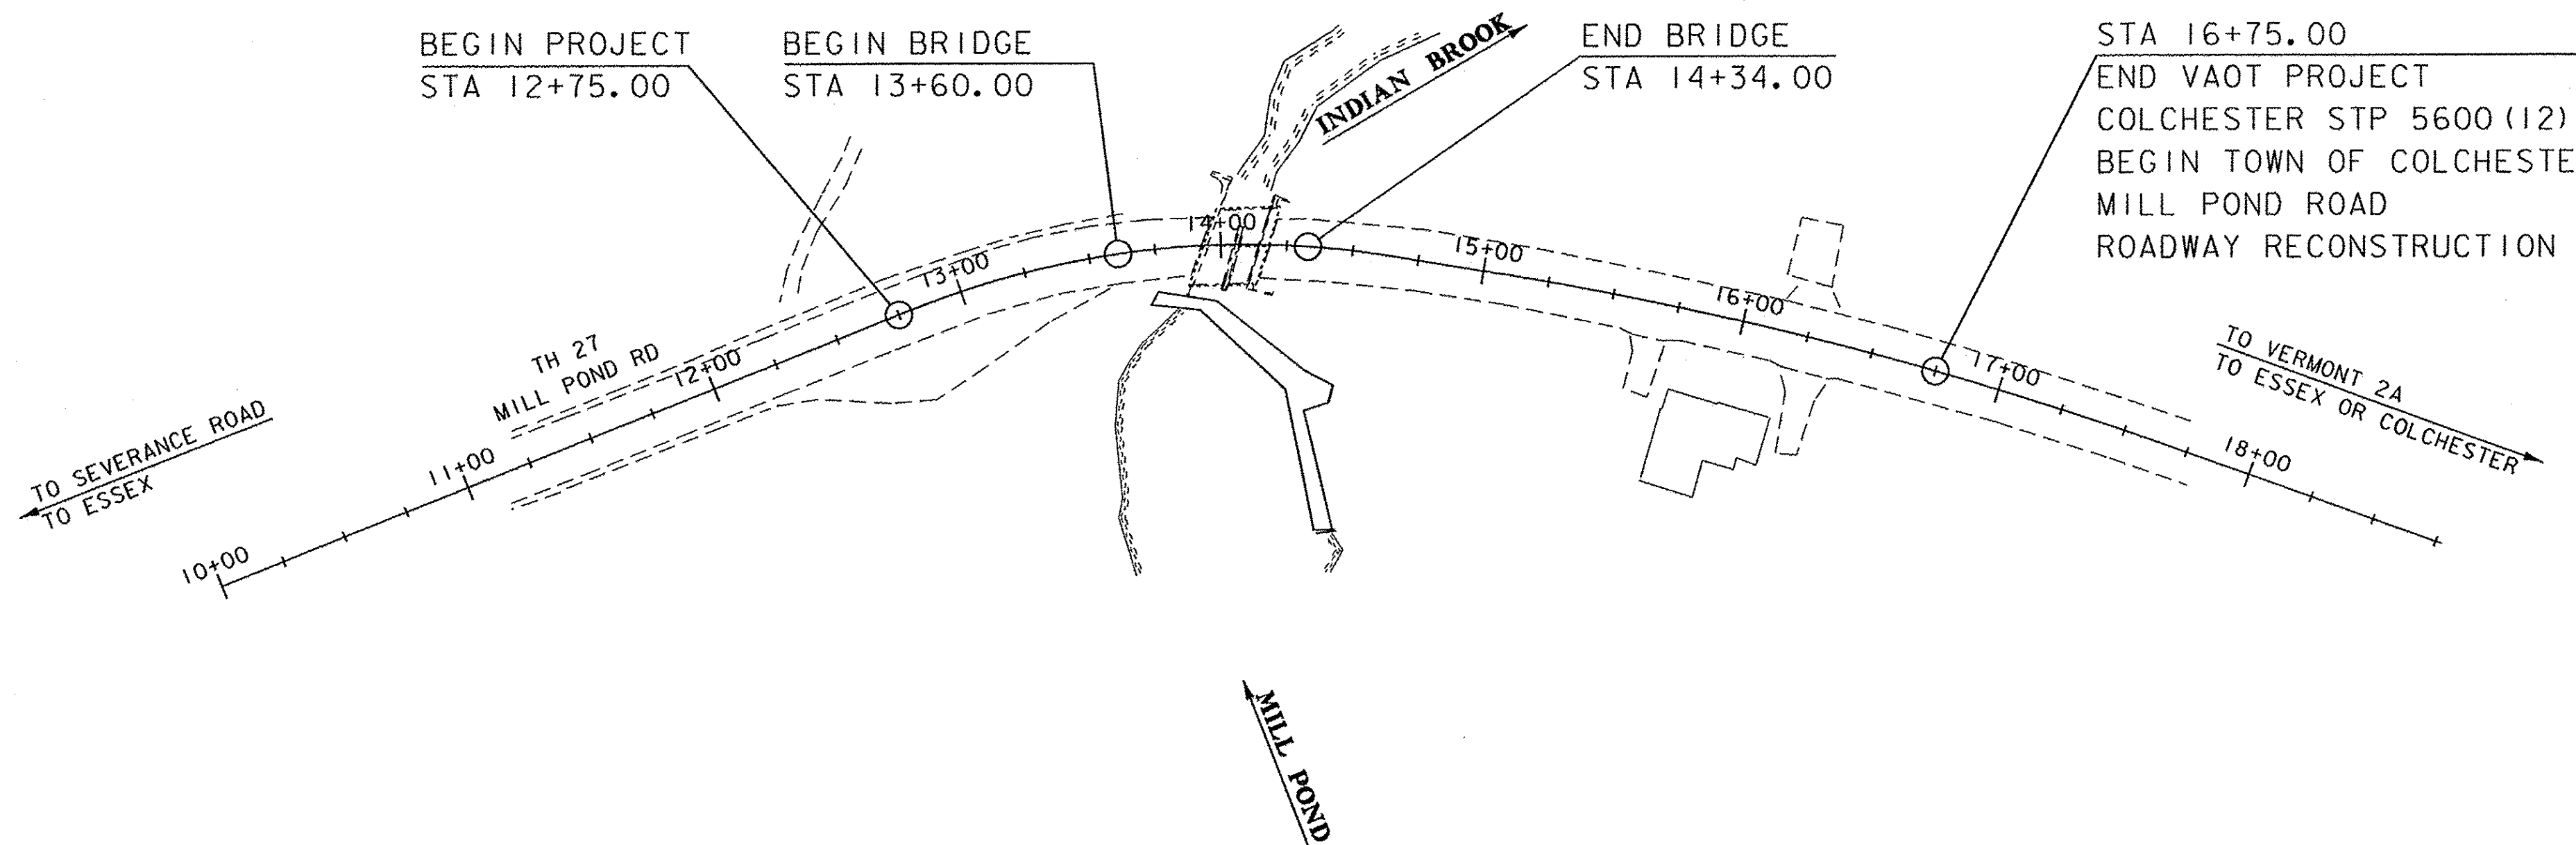 BEGIN PROJECT
STA 12+75.00
BEGIN BRIDGE
STA 13+60.00
INDIAN BROOK
END BRIDGE
STA 14+34.00
STA 16+75.00
END VAOT PROJECT
COLCHESTER STP 5600(12)
BEGIN TOWN OF COLCHESTE
MILL POND ROAD
ROADWAY RECONSTRUCTION
TO SEVERANCE ROAD
TO ESSEX
TH 27
MILL POND RD
10+00
11+00
12+00
13+00
14+00
15+00
16+00
17+00
18+00
TO VERMONT 2A
TO ESSEX OR COLCHESTER
MILL POND